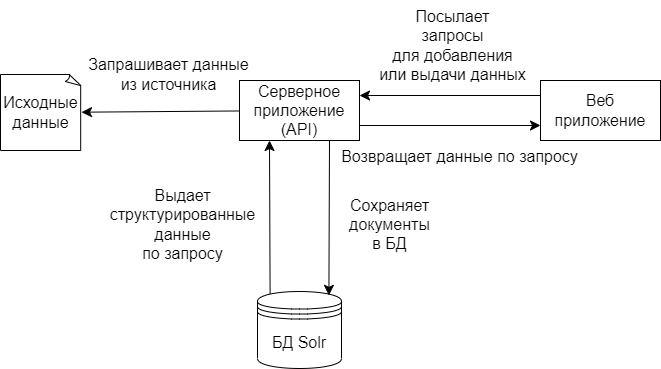 Посылает
запросы
для добавления
или выдачи данных
Запрашивает данные
из источника
Исходные
данные
Серверное
приложение
(API)
Веб
приложение
Возвращает данные по запросу
Выдает
структурированные
данные
по запросу
Сохраняет
документы
в БД
БД Solr